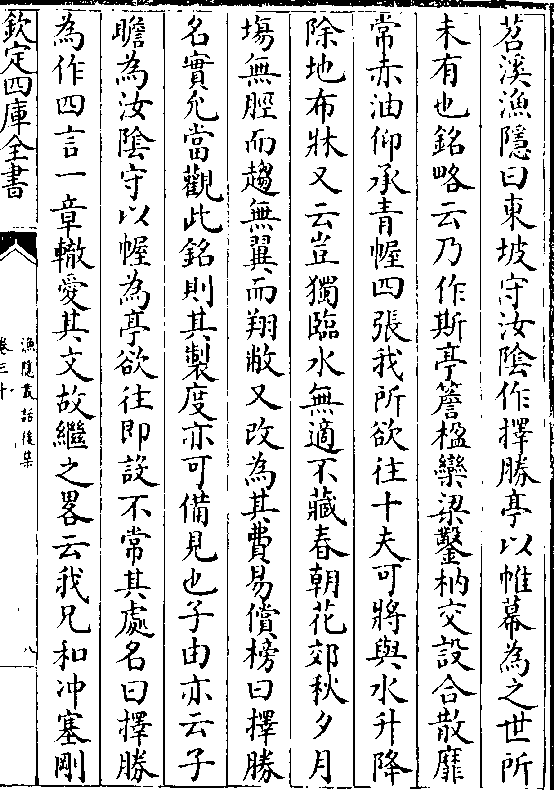 苕溪漁隱曰東坡守汝陰作擇勝亭以帷幕為之世所
未有也銘略云乃作斯亭簷楹欒梁鑿枘交設合散靡
常赤油仰承青幄四張我所欲往十夫可將與水升降
除地布牀又云豈獨臨水無適不藏春朝花郊秋夕月
場無脛而趨無翼而翔敝又改為其費易償榜曰擇勝
名實允當觀此銘則其製度亦可備見也子由亦云子
瞻為汝陰守以幄為亭欲往即設不常其處名曰擇勝
為作四言一章轍愛其文故繼之畧云我兄和冲塞剛
欽定四庫全書
漁隱叢話後集
卷三十
八